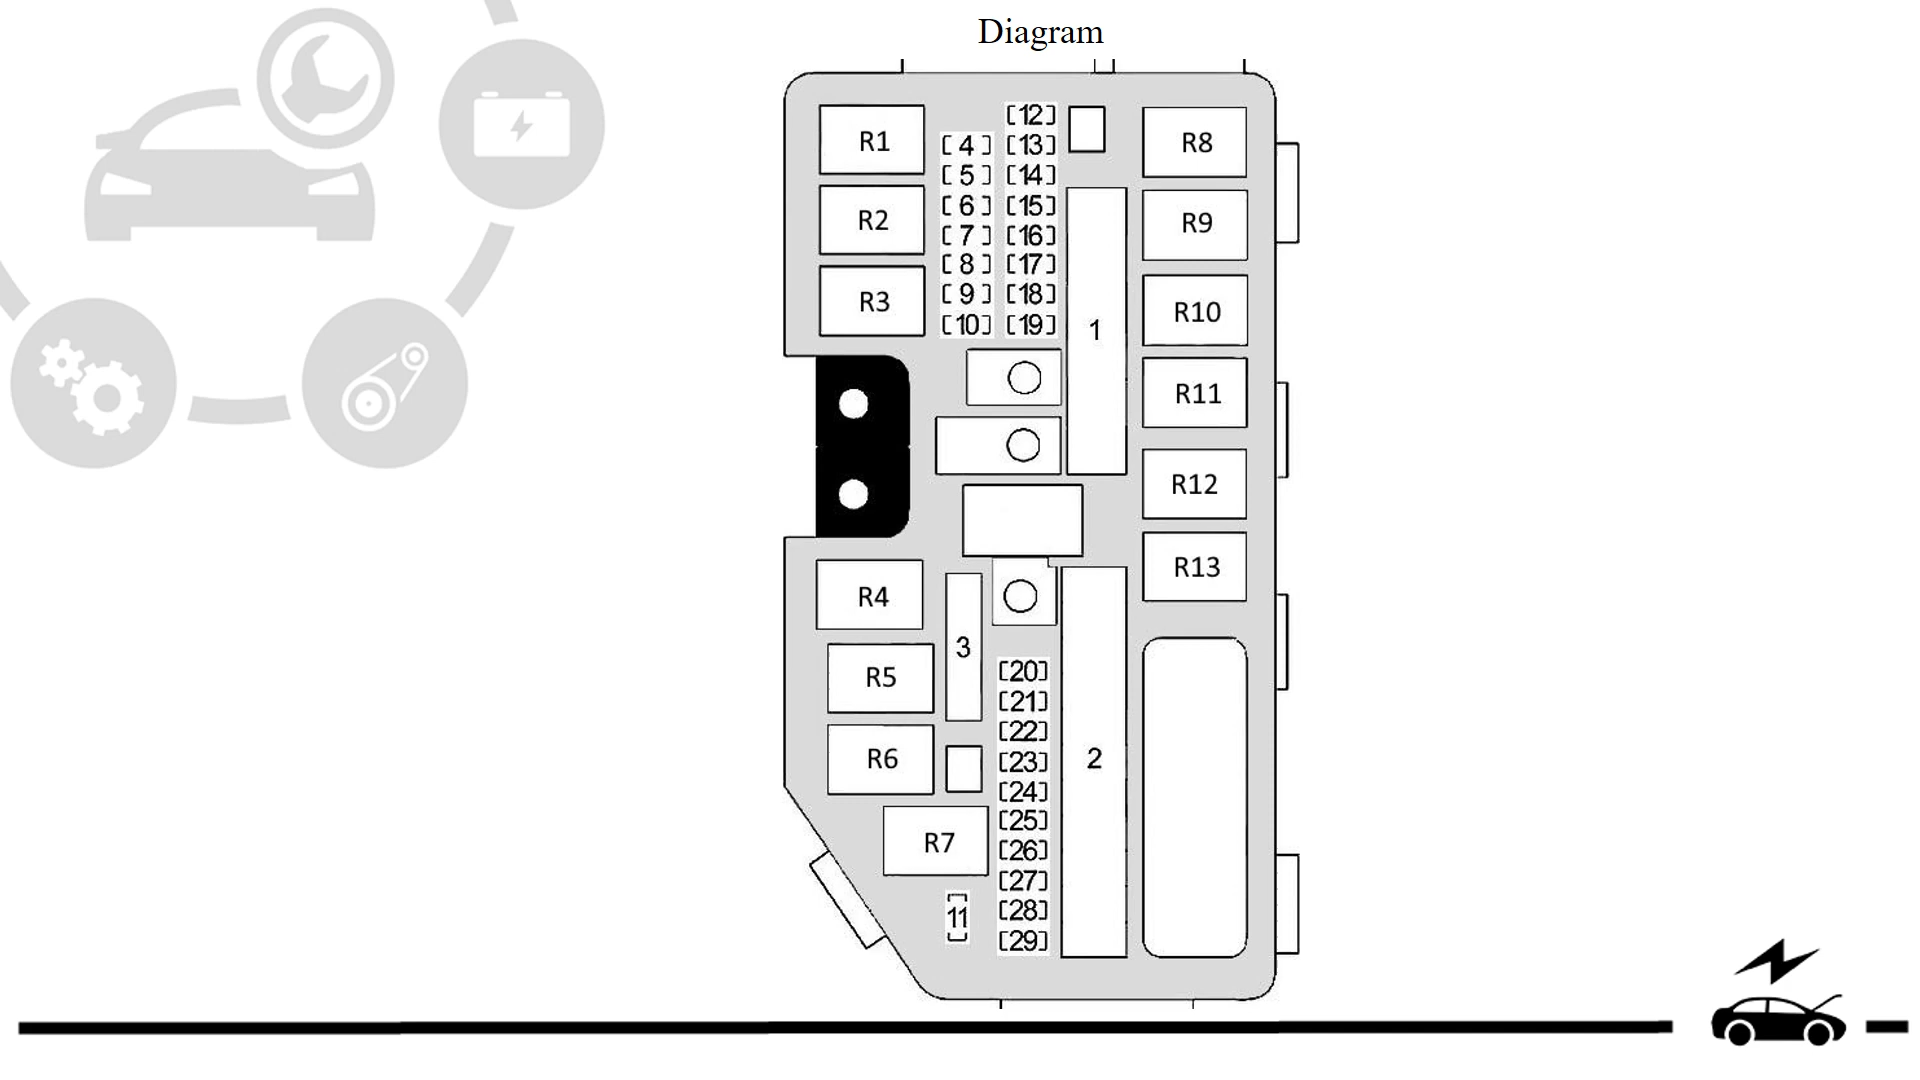 Diagram
R1
R2
R3
[ 4 ]
[ 5 ]
[ 6 ]
[ 7 ]
[ 8 ]
[ 9 ]
[10]
[12]
[13]
[14]
[15]
[16]
[17]
[18]
[19]
1
R8
R9
R10
R11
R12
R13
R4
R5
R6
R7
3
[11]
[20]
[21]
[22]
[23]
[24]
[25]
[26]
[27]
[28]
[29]
2